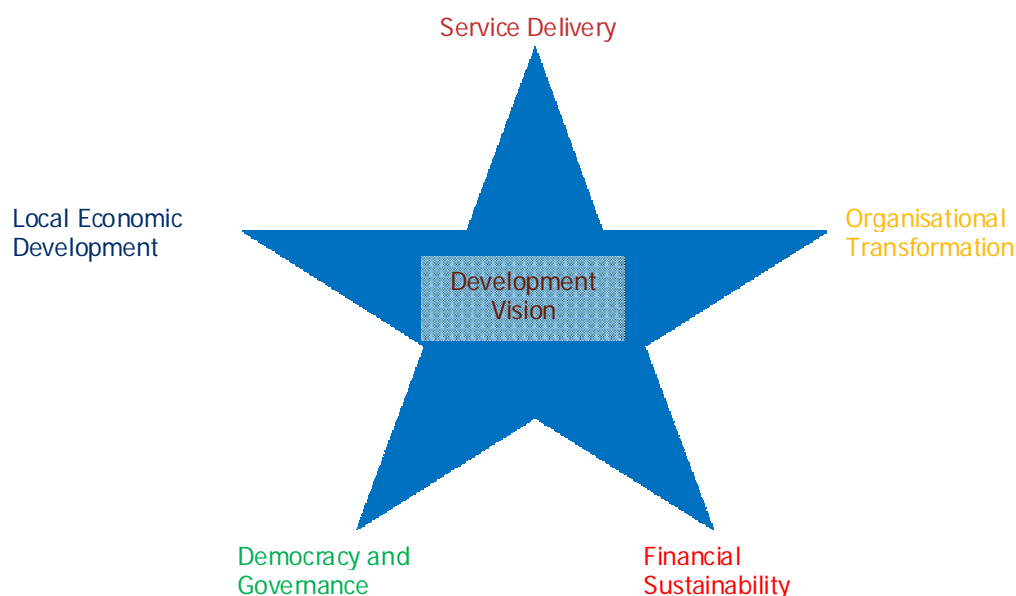 Service Delivery
Local Economic
Development
Organisational
Transformation
Development
Vision
Democracy and
Governance
Financial
Sustainability